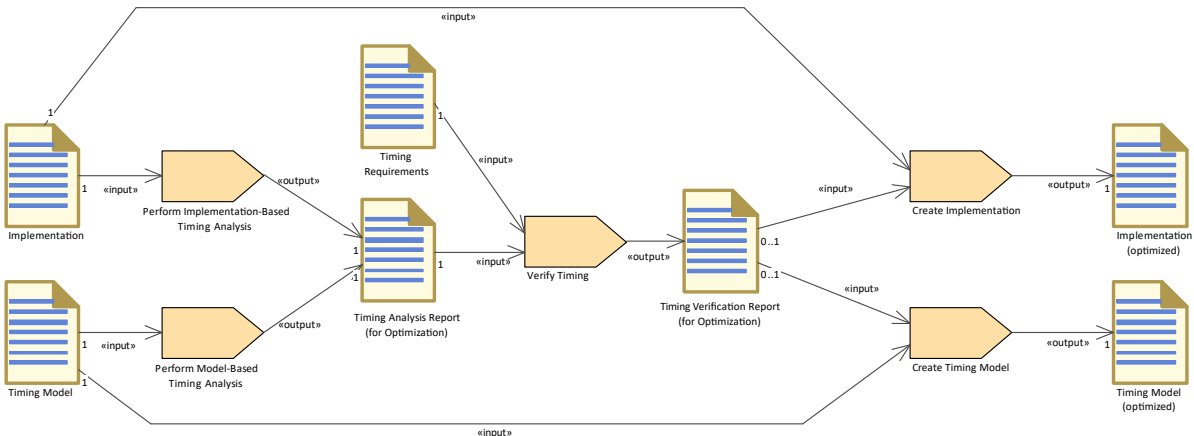 «input»
1
1
Timing
Requirements
«input»
1
«input»
Implementation
Perform Implementation-Based
Timing Analysis
«output»
1
1
1
Timing Analysis Report
(for Optimization)
«input»
Verify Timing
«output»
0..1
0..1
Timing Verification Report
(for Optimization)
«input»
Create Implementation
«output»
1
Implementation
(optimized)
1
«input»
1
Timing Model
Perform Model-Based
Timing Analysis
«output»
«input»
Create Timing Model
«output»
1
Timing Model
(optimized)
«input»